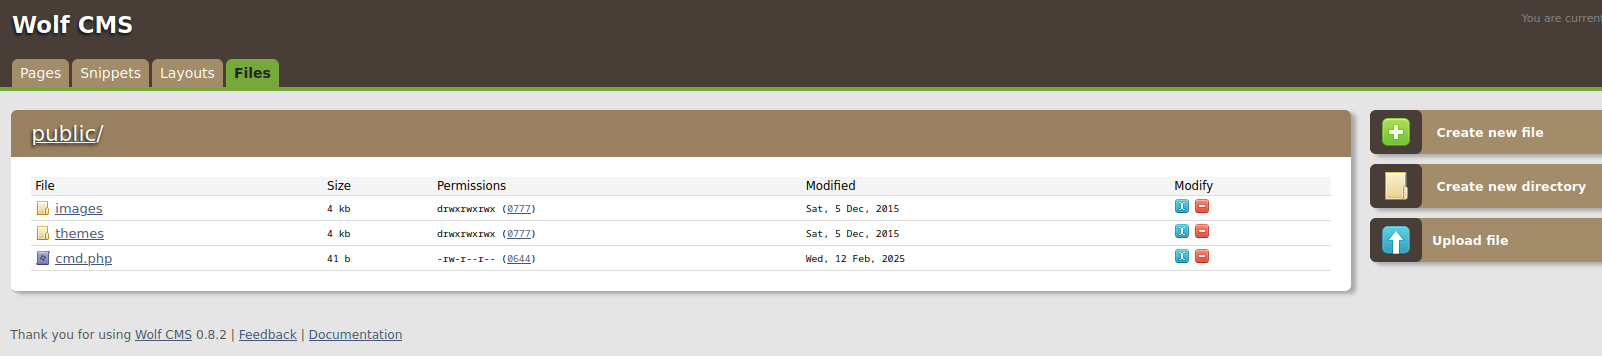 Wolf CMS
You are current
Pages Snippets Layouts Files
public/
Create new file
Create new directory
Upload file
File Size Permissions Modified Modify
images 4 kb drwxrwxrwx (0777) Sat, 5 Dec, 2015
themes 4 kb drwxrwxrwx (0777) Sat, 5 Dec, 2015
cmd.php 41 b -rw-r--r-- (0644) Wed, 12 Feb, 2025
Thank you for using Wolf CMS 0.8.2 | Feedback | Documentation